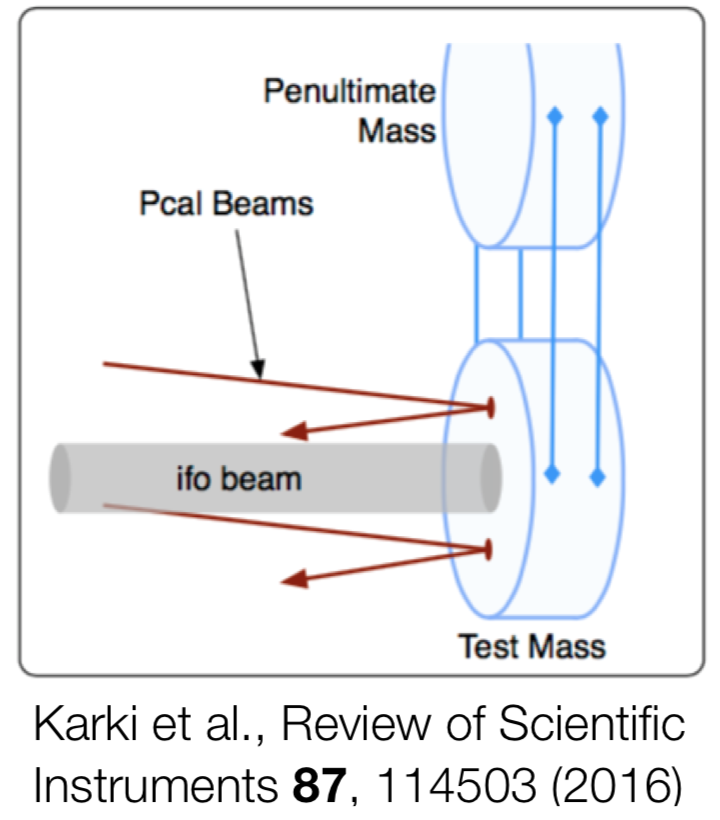 Penultimate
Mass
Pcal Beams
ifo beam
Test Mass
Karki et al., Review of Scientific
Instruments 87, 114503 (2016)